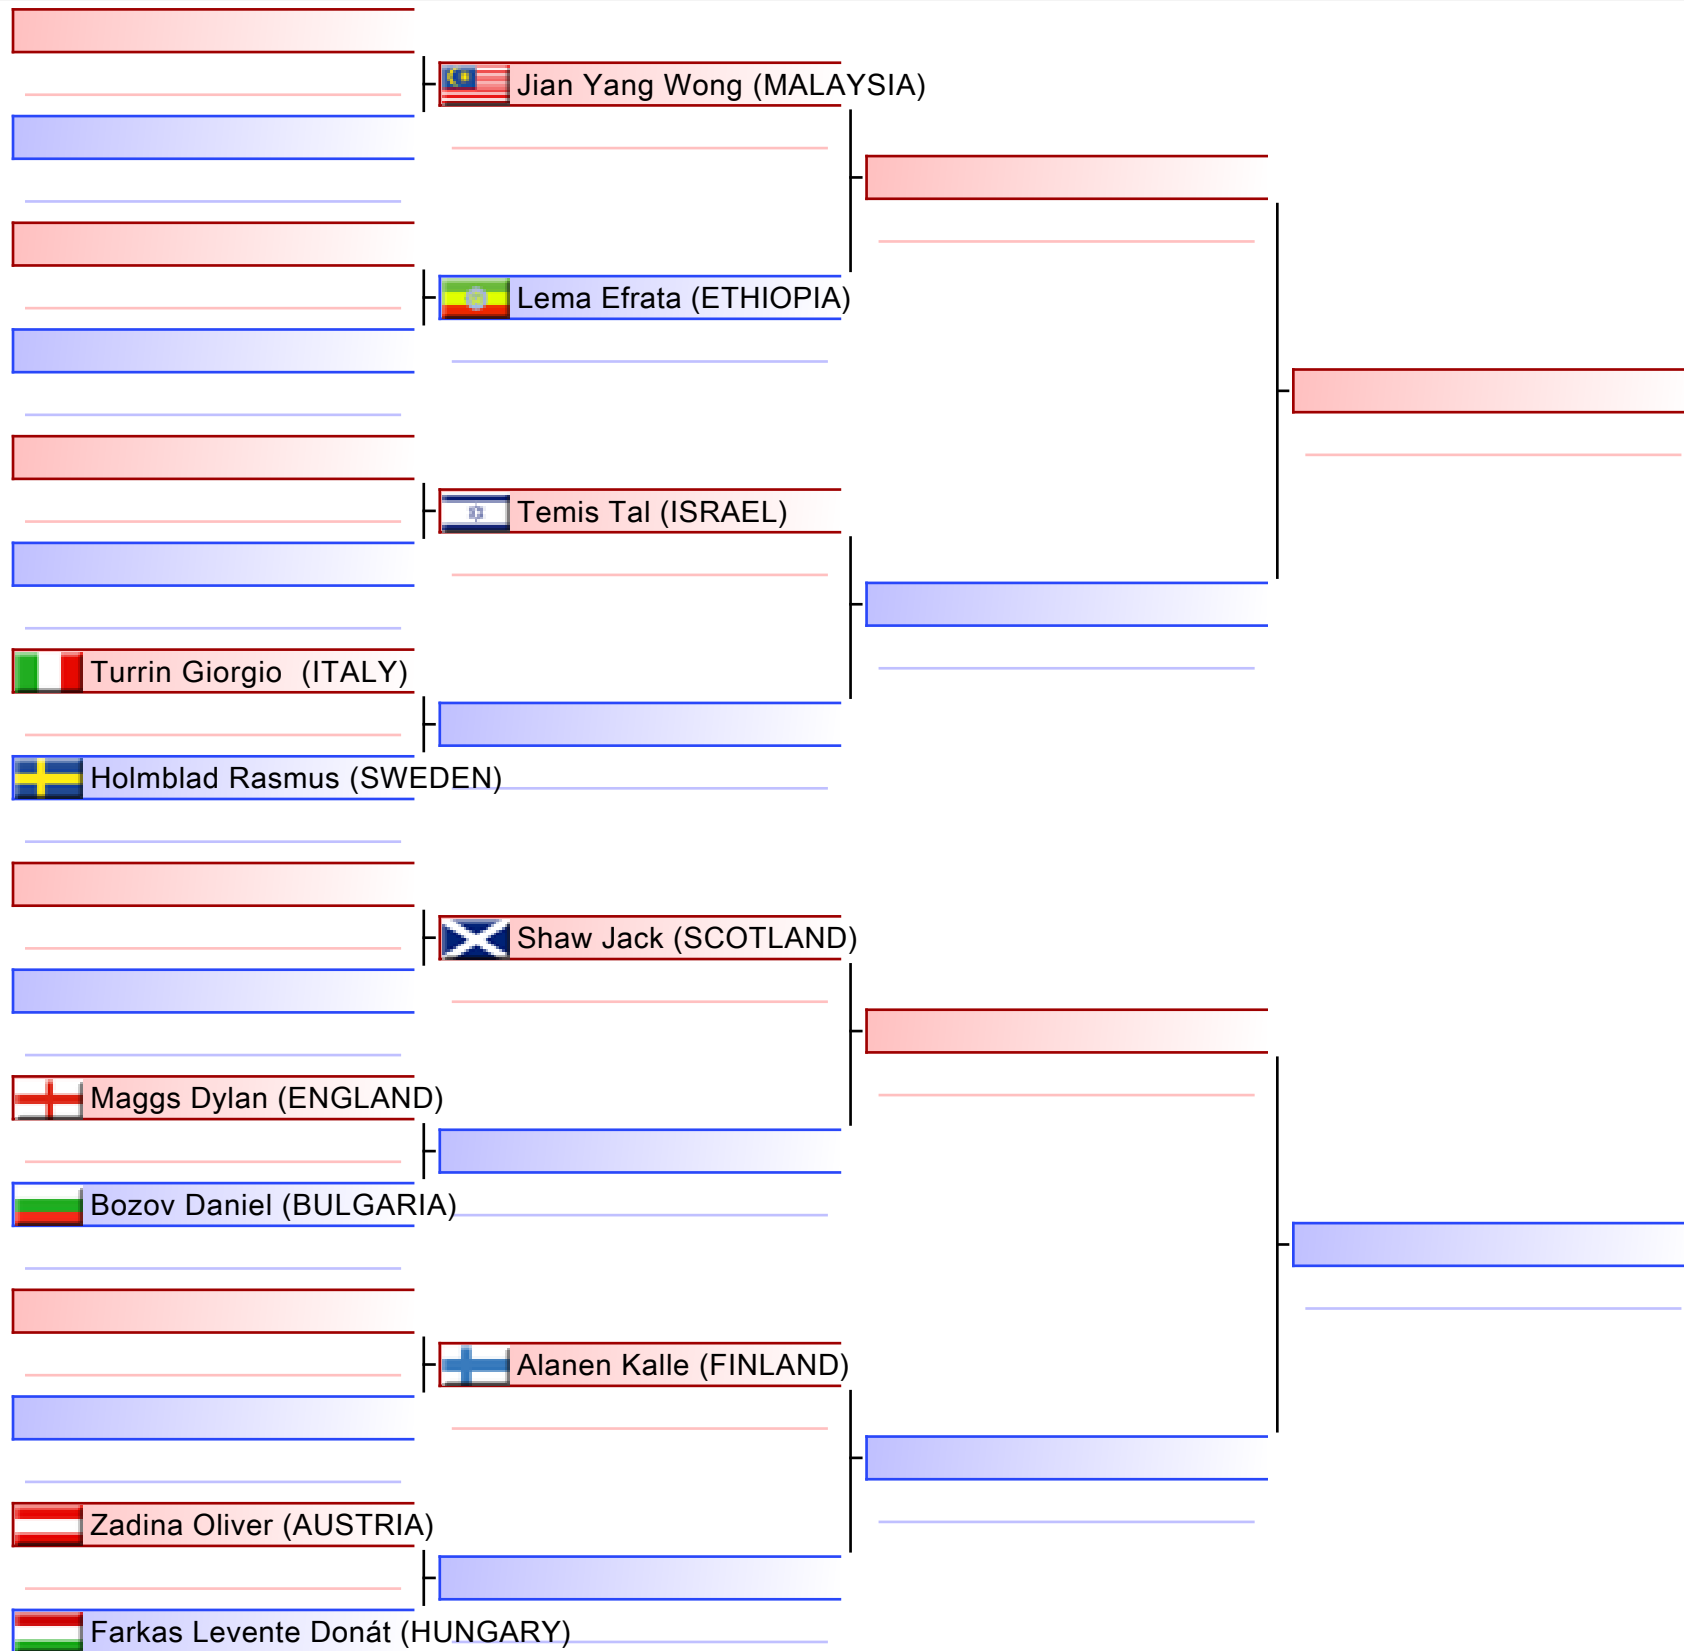 Jian Yang Wong (MALAYSIA)
Lema Efrata (ETHIOPIA)
Temis Tal (ISRAEL)
Turrin Giorgio  (ITALY)
Holmblad Rasmus (SWEDEN)
Shaw Jack (SCOTLAND)
Maggs Dylan (ENGLAND)
Bozov Daniel (BULGARIA)
Alanen Kalle (FINLAND)
Zadina Oliver (AUSTRIA)
Farkas Levente Donát (HUNGARY)